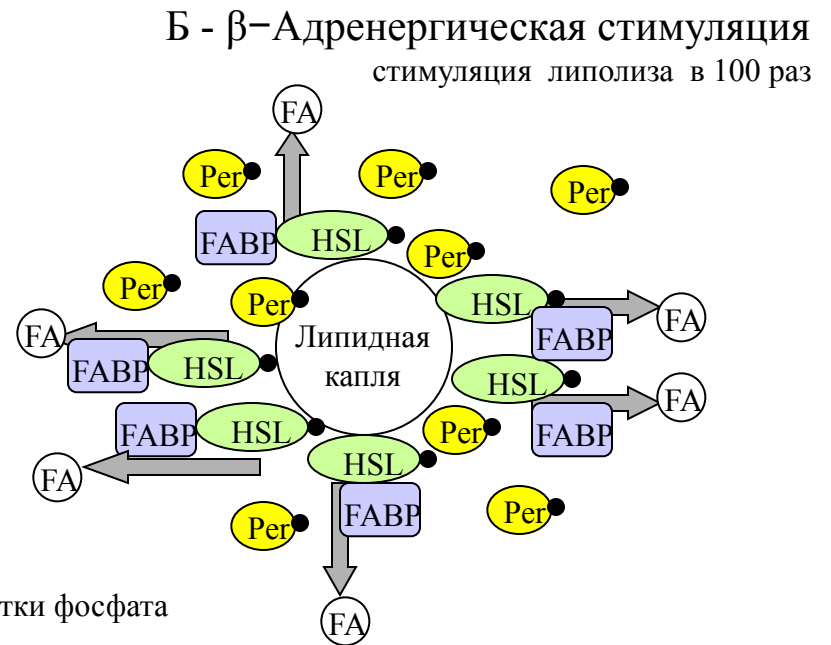 Б - β−Адренергическая стимуляция
стимуляция липолиза в 100 раз
FA
Per
Per
Per
FABP
HSL
Per
Per
HSL
Per
FA
FA
Липидная
капля
FABP
FABP
HSL
HSL
FA
FABP
HSL
Per
FABP
FA
HSL
FABP
Per
Per
тки фосфата
FA